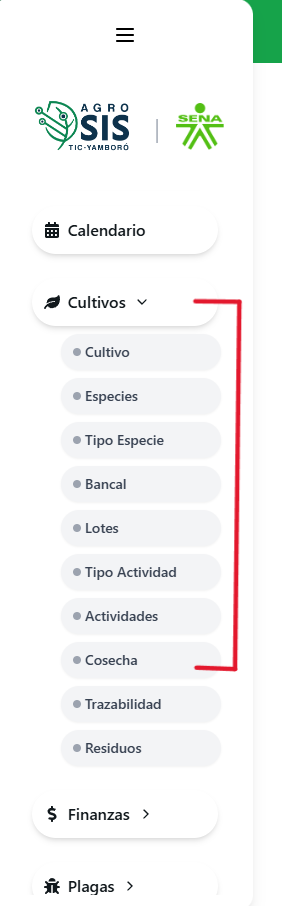 AGRO
SIS
TIC-YAMBORÓ
SENA
Calendario
Cultivos
Cultivo
Especies
Tipo Especie
Bancal
Lotes
Tipo Actividad
Actividades
Cosecha
Trazabilidad
Residuos
Finanzas
Plagas